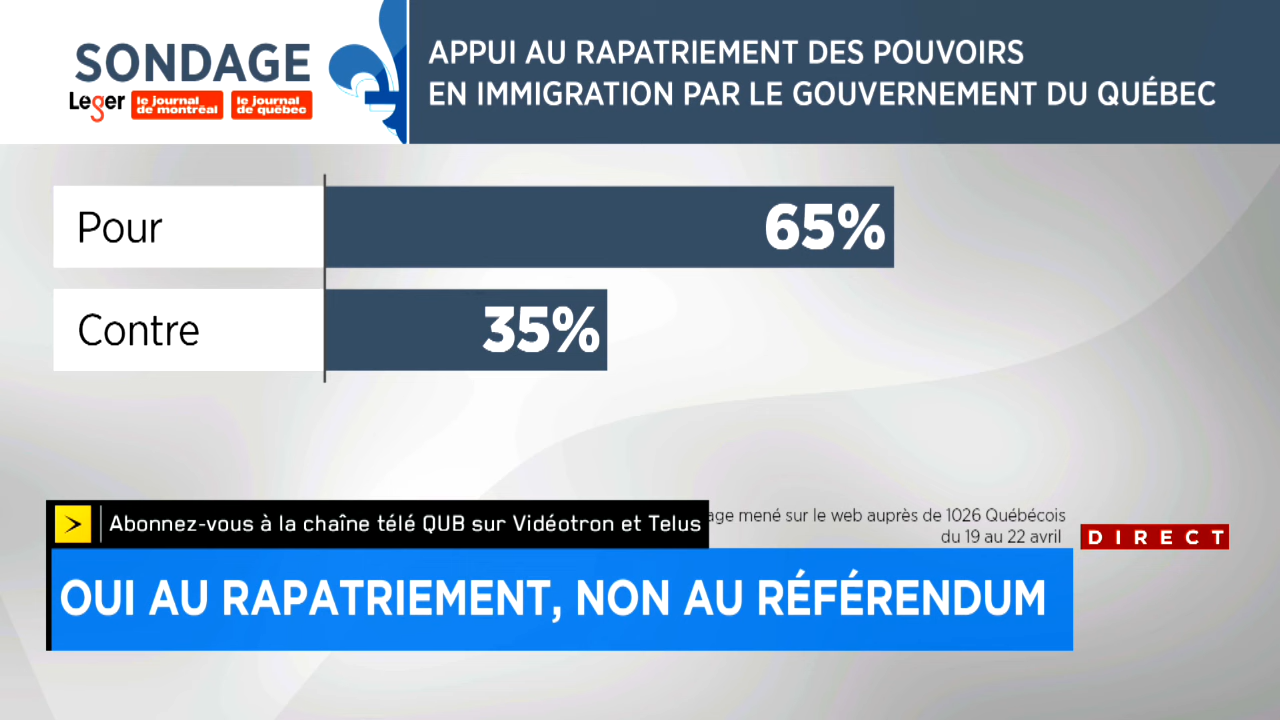 SONDAGE
Leger le journal de montréal le journal de québec
APPUI AU RAPATRIEMENT DES POUVOIRS
EN IMMIGRATION PAR LE GOUVERNEMENT DU QUÉBEC
Pour 65%
Contre 35%
Abonnez-vous à la chaîne télé QUB sur Vidéotron et Telus
age mené sur le web auprès de 1026 Québécois
du 19 au 22 avril
DIRECT
OUI AU RAPATRIEMENT, NON AU RÉFÉRENDUM